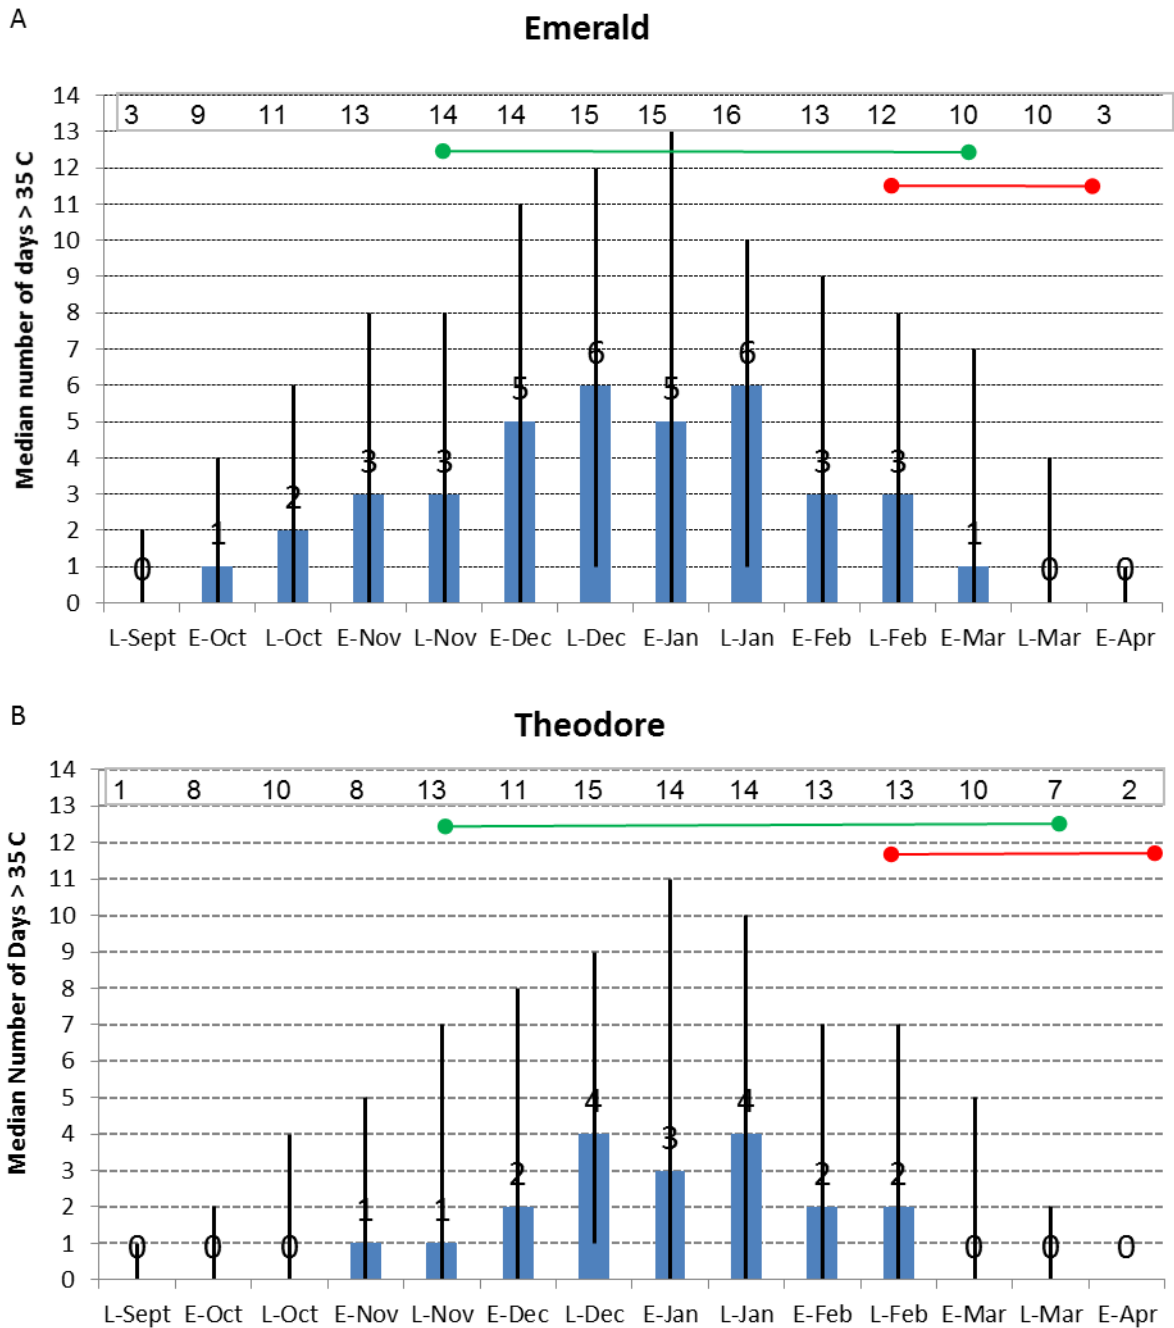 A
Emerald
Median number of days > 35 C
14
13
12
11
10
9
8
7
6
5
4
3
2
1
0
3 9 11 13 14 14 15 15 16 13 12 10 10 3
0 1 2 3 3 5 6 5 6 3 3 1 0 0
L-Sept E-Oct L-Oct E-Nov L-Nov E-Dec L-Dec E-Jan L-Jan E-Feb L-Feb E-Mar L-Mar E-Apr
B
Theodore
Median Number of Days > 35 C
14
13
12
11
10
9
8
7
6
5
4
3
2
1
0
1 8 10 8 13 11 15 14 14 13 13 10 7 2
0 0 0 1 1 2 4 3 4 2 2 0 0 0
L-Sept E-Oct L-Oct E-Nov L-Nov E-Dec L-Dec E-Jan L-Jan E-Feb L-Feb E-Mar L-Mar E-Apr